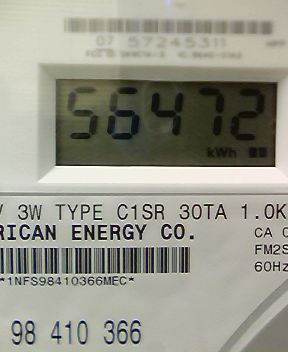 07 57245311
56472
kWh
V 3W TYPE C1SR 30TA 1.0K
RICAN ENERGY CO.
CA 0
FM2S
60Hz
*1NFS98410366MEC*
98 410 366